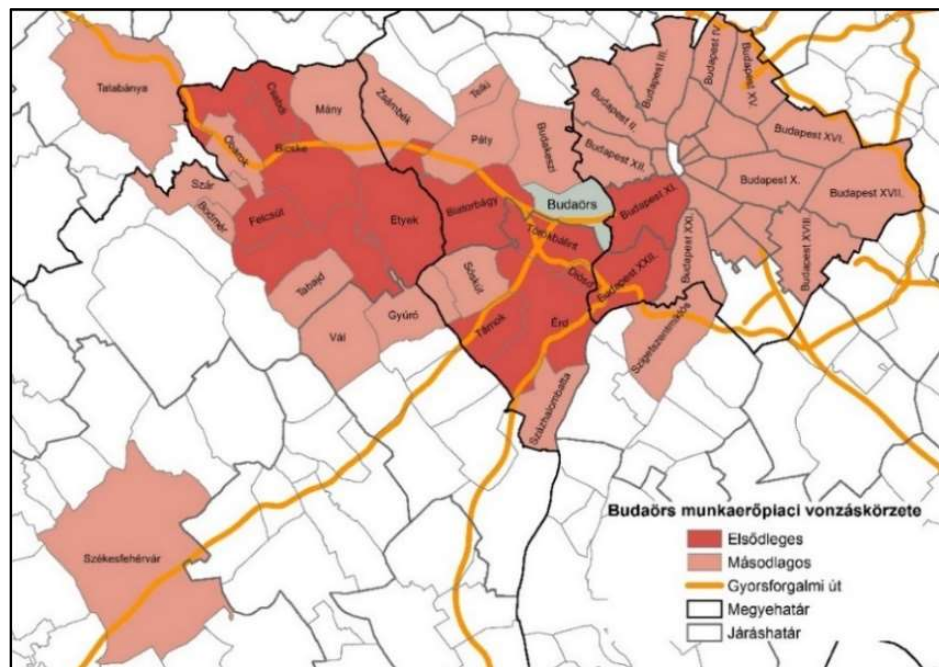 Tatabánya
Csabdi
Mány
Zsámbék
Telki
Páty
Budakeszi
Óbarok
Bicske
Szár
Bodmér
Felcsút
Etyek
Biatorbágy
Budaörs
Törökbálint
Diósd
Sóskút
Tárnok
Érd
Tabajd
Vál
Gyúró
Százhalombatta
Szigetszentmiklós
Székesfehérvár
Budapest II.
Budapest III.
Budapest IV.
Budapest XV.
Budapest XVI.
Budapest XII.
Budapest X.
Budapest XVII.
Budapest XI.
Budapest XXI.
Budapest XVIII.
Budapest XXII.
Budaörs munkaerőpiaci vonzáskörzete
Elsődleges
Másodlagos
Gyorsforgalmi út
Megyehatár
Járáshatár